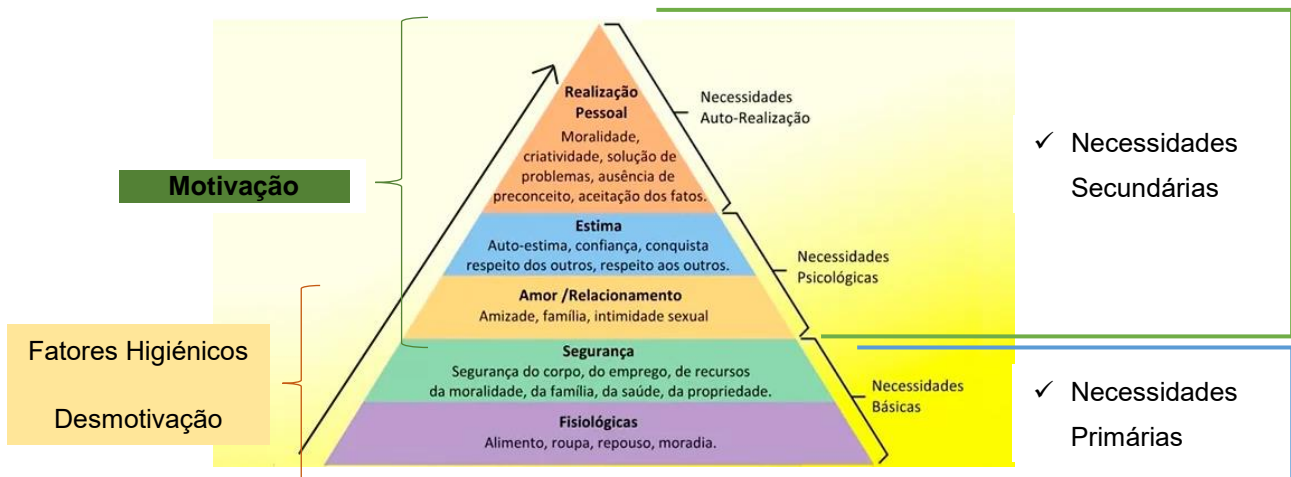 Motivação
Fatores Higiénicos
Desmotivação
Realização
Pessoal
Moralidade,
criatividade, solução de
problemas, ausência de
preconceito, aceitação dos fatos.
Estima
Auto-estima, confiança, conquista
respeito dos outros, respeito aos outros.
Amor /Relacionamento
Amizade, família, intimidade sexual
Segurança
Segurança do corpo, do emprego, de recursos
da moralidade, da família, da saúde, da propriedade.
Fisiológicas
Alimento, roupa, repouso, moradia.
Necessidades
Auto-Realização
Necessidades
Psicológicas
Necessidades
Básicas
✓ Necessidades
Secundárias
✓ Necessidades
Primárias